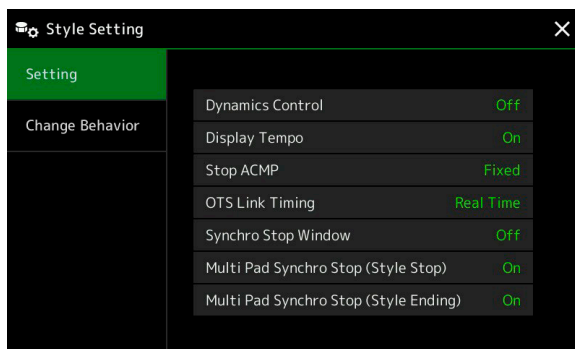 Style Setting
Setting
Change Behavior
Dynamics Control Off
Display Tempo On
Stop ACMP Fixed
OTS Link Timing Real Time
Synchro Stop Window Off
Multi Pad Synchro Stop (Style Stop) On
Multi Pad Synchro Stop (Style Ending) On